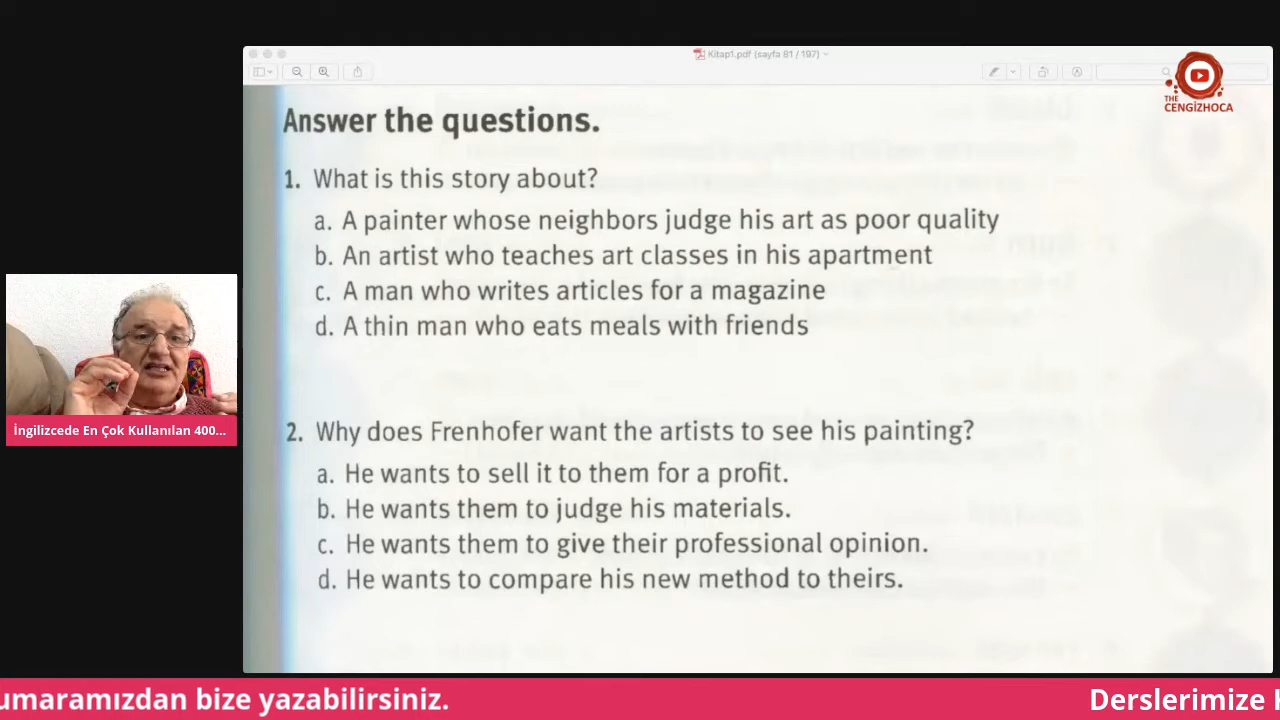 Kitap1.pdf (sayfa 81 / 197)
THE
CENGİZHOCA
Answer the questions.
1. What is this story about?
a. A painter whose neighbors judge his art as poor quality
b. An artist who teaches art classes in his apartment
c. A man who writes articles for a magazine
d. A thin man who eats meals with friends
2. Why does Frenhofer want the artists to see his painting?
a. He wants to sell it to them for a profit.
b. He wants them to judge his materials.
c. He wants them to give their professional opinion.
d. He wants to compare his new method to theirs.
İngilizcede En Çok Kullanılan 400...
umaramızdan bize yazabilirsiniz.
Derslerimize